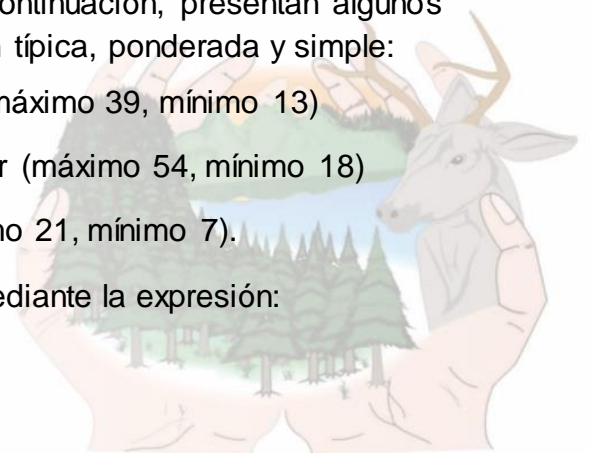 ontinuación, presentan algunos
típica, ponderada y simple:
máximo 39, mínimo 13)
r (máximo 54, mínimo 18)
no 21, mínimo 7).
ediante la expresión: